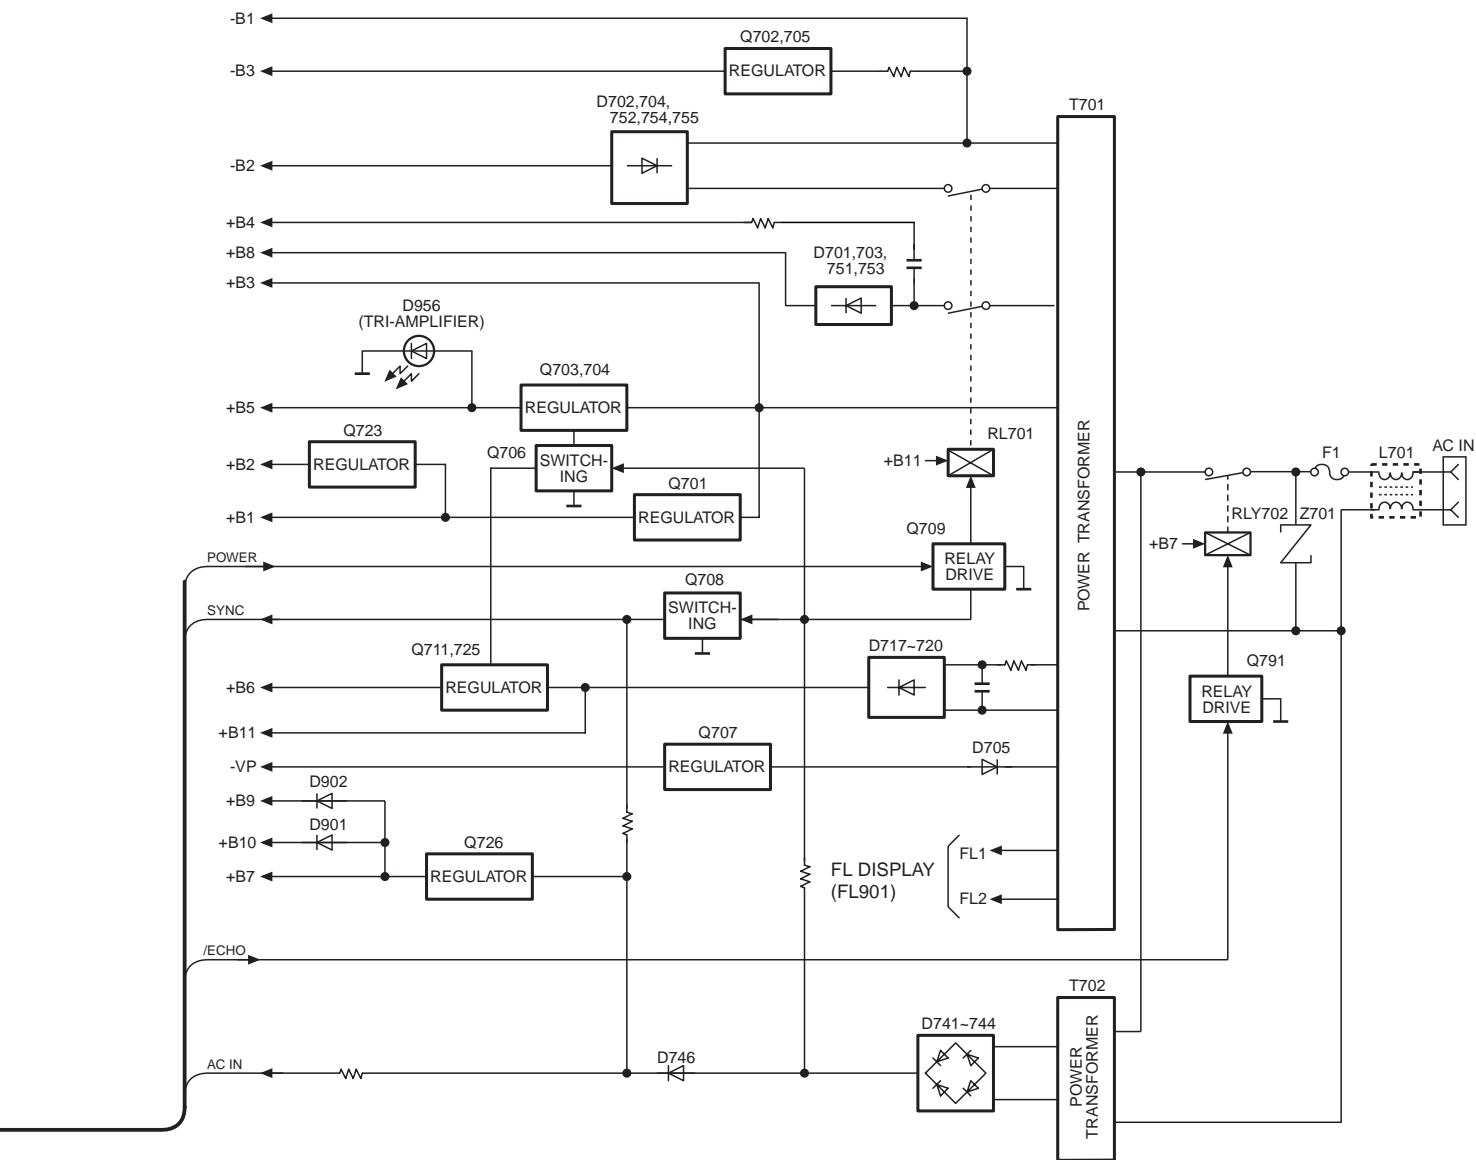 -B1
Q702,705
-B3
REGULATOR
D702,704,
752,754,755
T701
-B2
+B4
+B8
D701,703,
751,753
+B3
D956
(TRI-AMPLIFIER)
Q703,704
+B5
REGULATOR
Q723
Q706
RL701
+B2
REGULATOR
SWITCH-
ING
+B11
POWER TRANSFORMER
F1
L701
AC IN
Q701
+B1
REGULATOR
RLY702
Z701
Q709
+B7
POWER
RELAY
DRIVE
Q708
SYNC
SWITCH-
ING
Q711,725
D717~720
Q791
+B6
REGULATOR
RELAY
DRIVE
+B11
Q707
D705
-VP
REGULATOR
D902
+B9
D901
+B10
Q726
+B7
REGULATOR
FL DISPLAY
(FL901)
FL1
FL2
/ECHO
T702
D741~744
POWER
TRANSFORMER
AC IN
D746